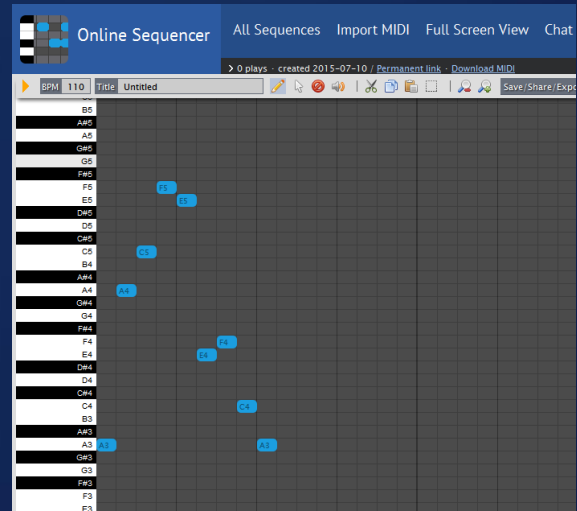 Online Sequencer
All Sequences Import MIDI Full Screen View Chat
> 0 plays · created 2015-07-10 / Permanent link · Download MIDI
BPM 110 Title Untitled Save/Share/Expo
B5
A#5
A5
G#5
G5
F#5
F5 F5
E5 E5
D#5
D5
C#5
C5 C5
B4
A#4
A4 A4
G#4
G4
F#4
F4 F4
E4 E4
D#4
D4
C#4
C4 C4
B3
A#3
A3 A3 A3
G#3
G3
F#3
F3
E3